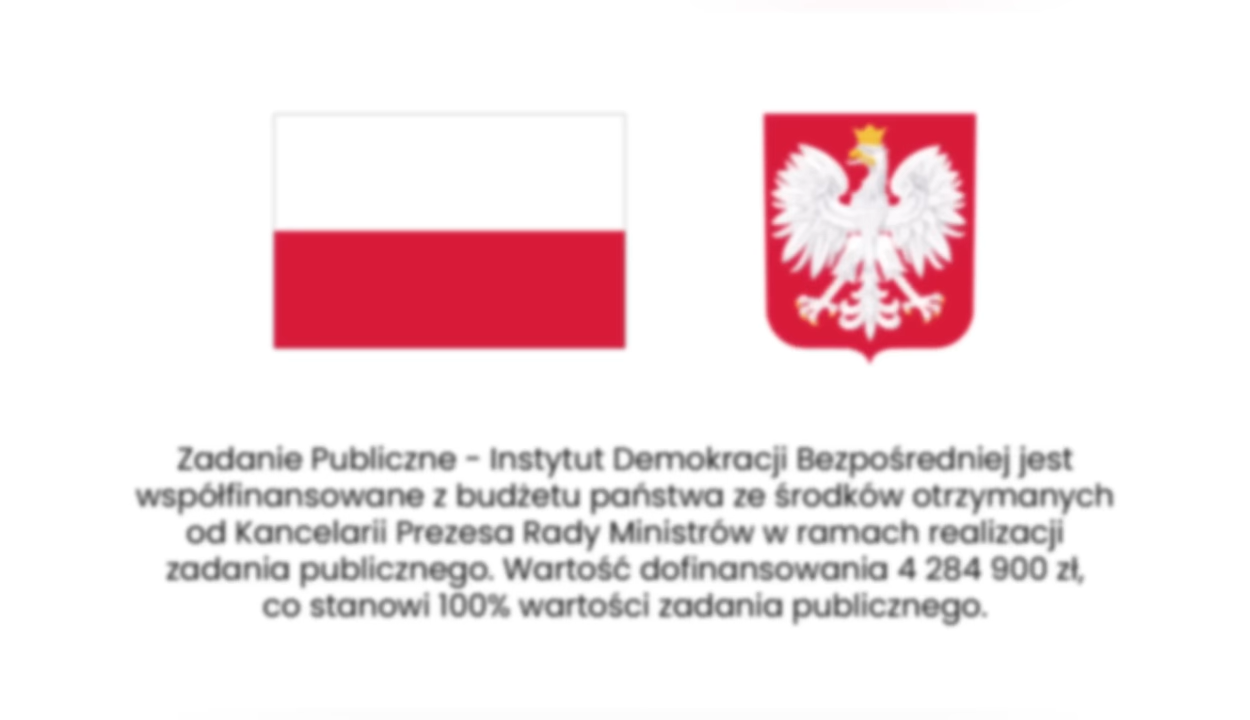 Zadanie Publiczne - Instytut Demokracji Bezpośredniej jest
współfinansowane z budżetu państwa ze środków otrzymanych
od Kancelarii Prezesa Rady Ministrów w ramach realizacji
zadania publicznego. Wartość dofinansowania 4 284 900 zł,
co stanowi 100% wartości zadania publicznego.